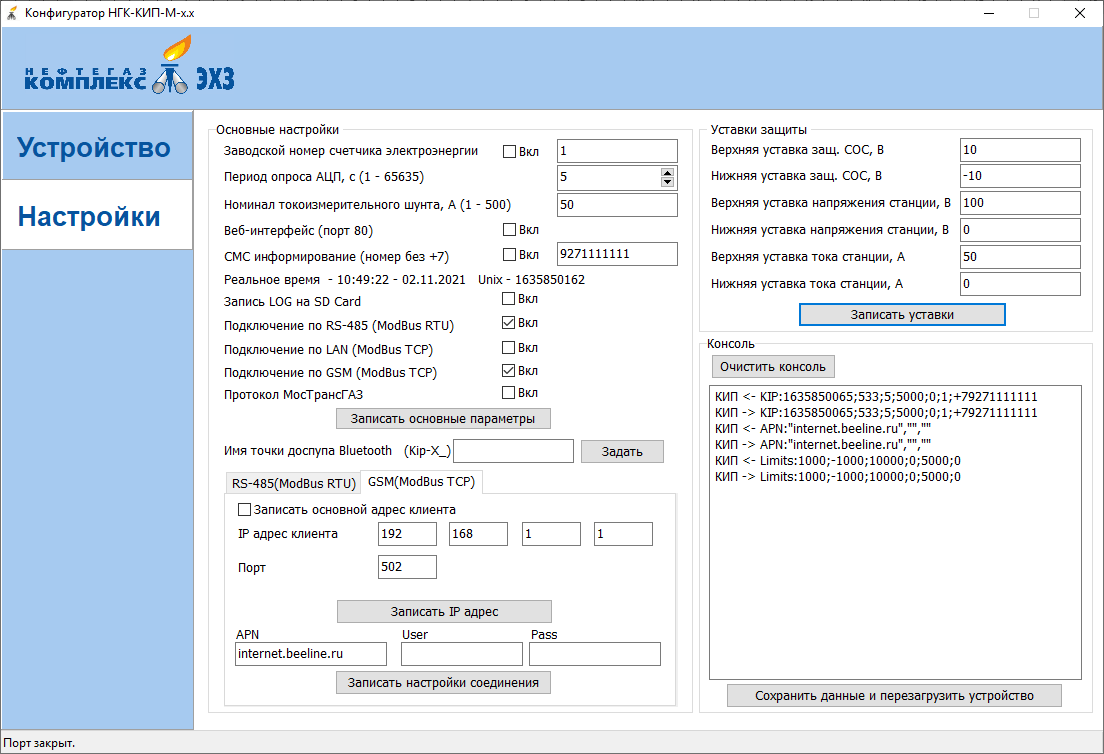 Конфигуратор НГК-КИП-М-х.х
НЕФТЕГАЗ
КОМПЛЕКС ЭХЗ
Устройство
Настройки
Основные настройки
Заводской номер счетчика электроэнергии Вкл 1
Период опроса АЦП, с (1 - 65635) 5
Номинал токоизмерительного шунта, А (1 - 500) 50
Веб-интерфейс (порт 80) Вкл
СМС информирование (номер без +7) Вкл 9271111111
Реальное время - 10:49:22 - 02.11.2021 Unix - 1635850162
Запись LOG на SD Card Вкл
Подключение по RS-485 (ModBus RTU) Вкл
Подключение по LAN (ModBus TCP) Вкл
Подключение по GSM (ModBus TCP) Вкл
Протокол МосТрансГАЗ Вкл
Записать основные параметры
Имя точки доспупа Bluetooth (Kip-X_) Задать
RS-485(ModBus RTU) GSM(ModBus TCP)
Записать основной адрес клиента
IP адрес клиента 192 168 1 1
Порт 502
Записать IP адрес
APN User Pass
internet.beeline.ru
Записать настройки соединения
Уставки защиты
Верхняя уставка защ. СОС, В 10
Нижняя уставка защ. СОС, В -10
Верхняя уставка напряжения станции, В 100
Нижняя уставка напряжения станции, В 0
Верхняя уставка тока станции, А 50
Нижняя уставка тока станции, А 0
Записать уставки
Консоль
Очистить консоль
КИП <- KIP:1635850065;533;5;5000;0;1;+79271111111
КИП -> KIP:1635850065;533;5;5000;0;1;+79271111111
КИП <- APN:"internet.beeline.ru","",""
КИП -> APN:"internet.beeline.ru","",""
КИП <- Limits:1000;-1000;10000;0;5000;0
КИП -> Limits:1000;-1000;10000;0;5000;0
Сохранить данные и перезагрузить устройство
Порт закрыт.